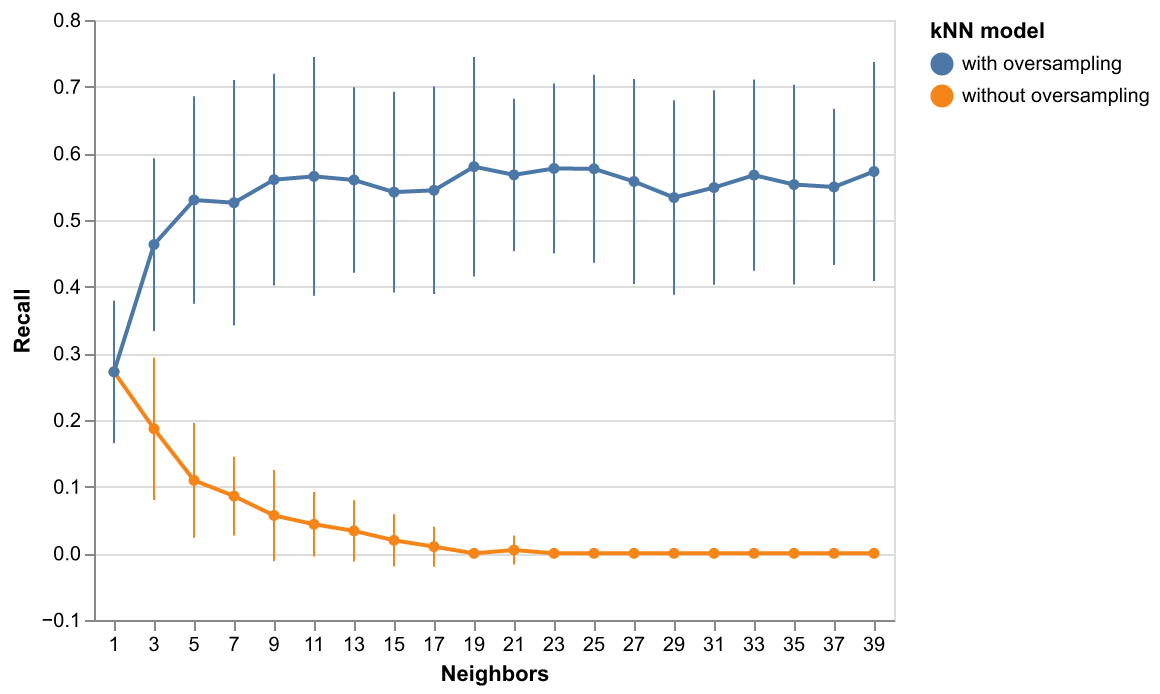 kNN model
with oversampling
without oversampling
Recall
0.8
0.7
0.6
0.5
0.4
0.3
0.2
0.1
0.0
−0.1
1 3 5 7 9 11 13 15 17 19 21 23 25 27 29 31 33 35 37 39
Neighbors